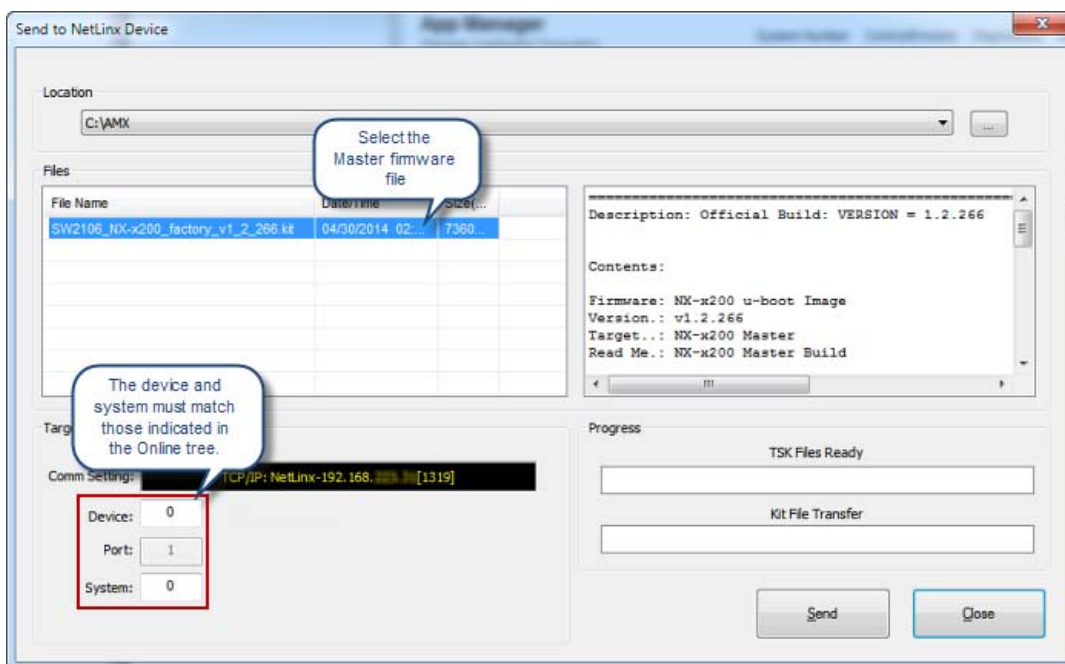 Send to NetLinx Device
App Manager
Location
C:\AMX
...
Select the
Master firmware
file
Files
File Name
Date/Time
Size(...
SW2106_NX-x200_factory_v1_2_266.kit
04/30/2014 02:...
7360...
Description: Official Build: VERSION = 1.2.266
Contents:
Firmware: NX-x200 u-boot Image
Version.: v1.2.266
Target..: NX-x200 Master
Read Me.: NX-x200 Master Build
The device and
system must match
those indicated in
the Online tree.
Comm Setting:
TCP/IP: NetLinx-192.168.
[1319]
Device:
0
Port:
1
System:
0
Progress
TSK Files Ready
Kit File Transfer
Send
Close